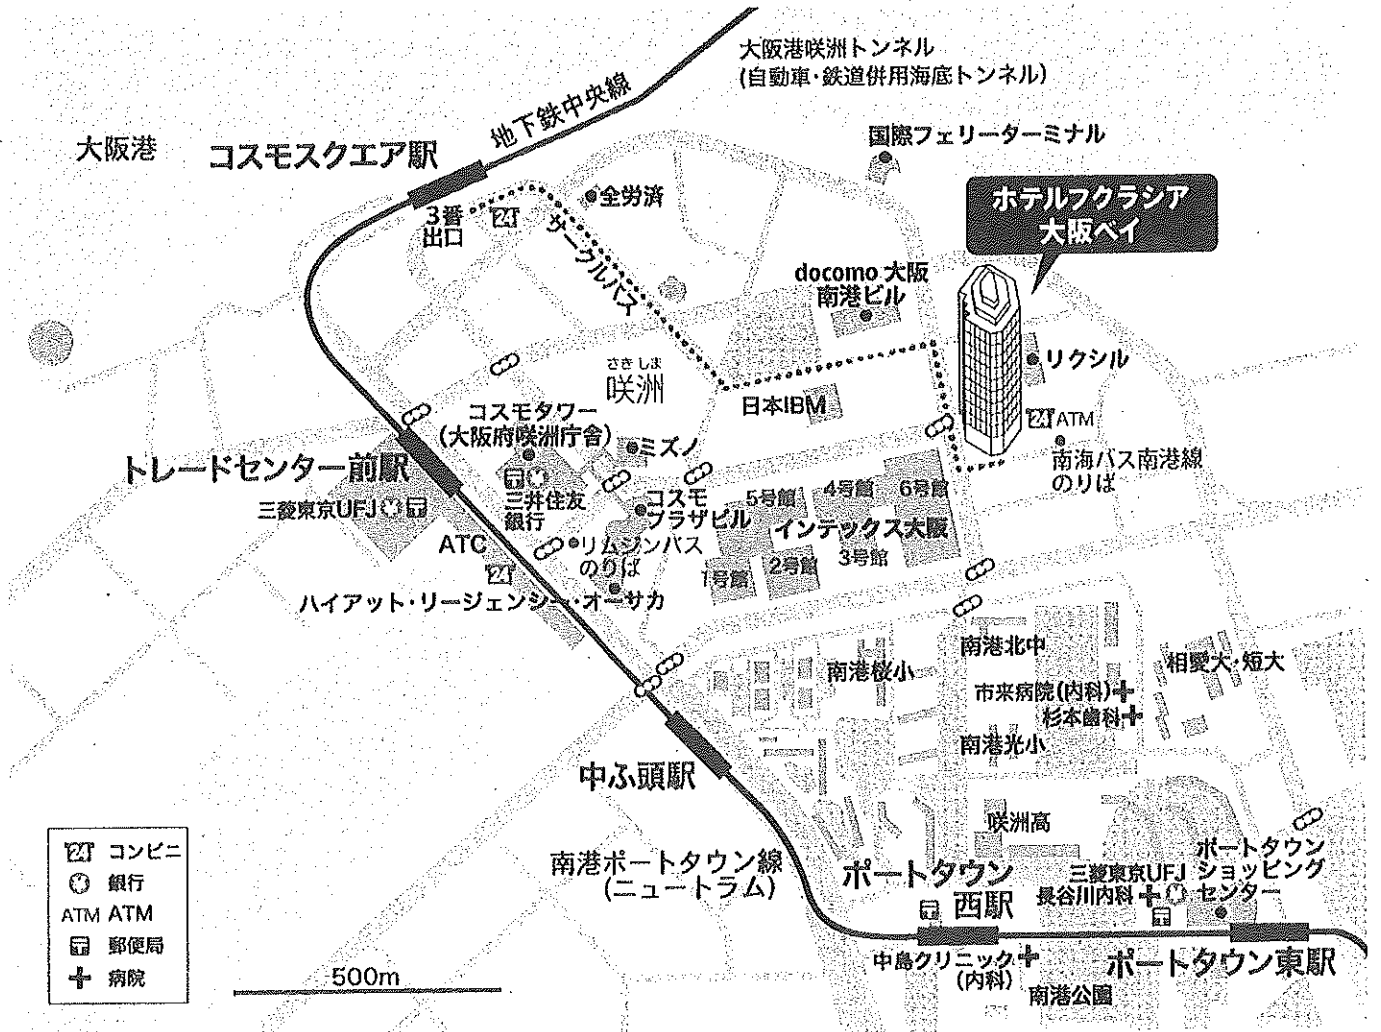 大阪港咲洲トンネル
(自動車・鉄道併用海底トンネル)
地下鉄中央線
大阪港
コスモスクエア駅
国際フェリーターミナル
ホテルフクラシア
大阪ベイ
3番
出口
24
全労済
サークルバス
docomo 大阪
南港ビル
リクシル
さきしま
咲洲
日本IBM
24 ATM
南海バス南港線
のりば
コスモタワー
(大阪府咲洲庁舎)
ミズノ
トレードセンター前駅
三菱東京UFJ
三井住友
銀行
コスモ
プラザビル
5号館
4号館
6号館
インテックス大阪
ATC
リムジンバス
のりば
1号館
2号館
3号館
24
ハイアット・リージェンシー・オーサカ
南港北中
南港桜小
相愛大・短大
市来病院(内科)
杉本歯科
南港光小
中ふ頭駅
咲洲高
南港ポートタウン線
(ニュートラム)
ポートタウン
西駅
三菱東京UFJ
長谷川内科
ポートタウン
ショッピング
センター
中島クリニック
(内科)
ポートタウン東駅
南港公園
24 コンビニ
銀行
ATM ATM
郵便局
病院
500m